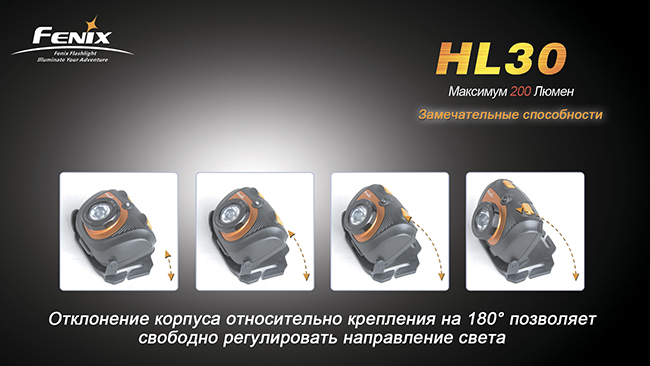 FENIX
Fenix Flashlight
Illuminate Your Adventure
HL30
Максимум 200 Люмен
Замечательные способности
Отклонение корпуса относительно крепления на 180° позволяет
свободно регулировать направление света